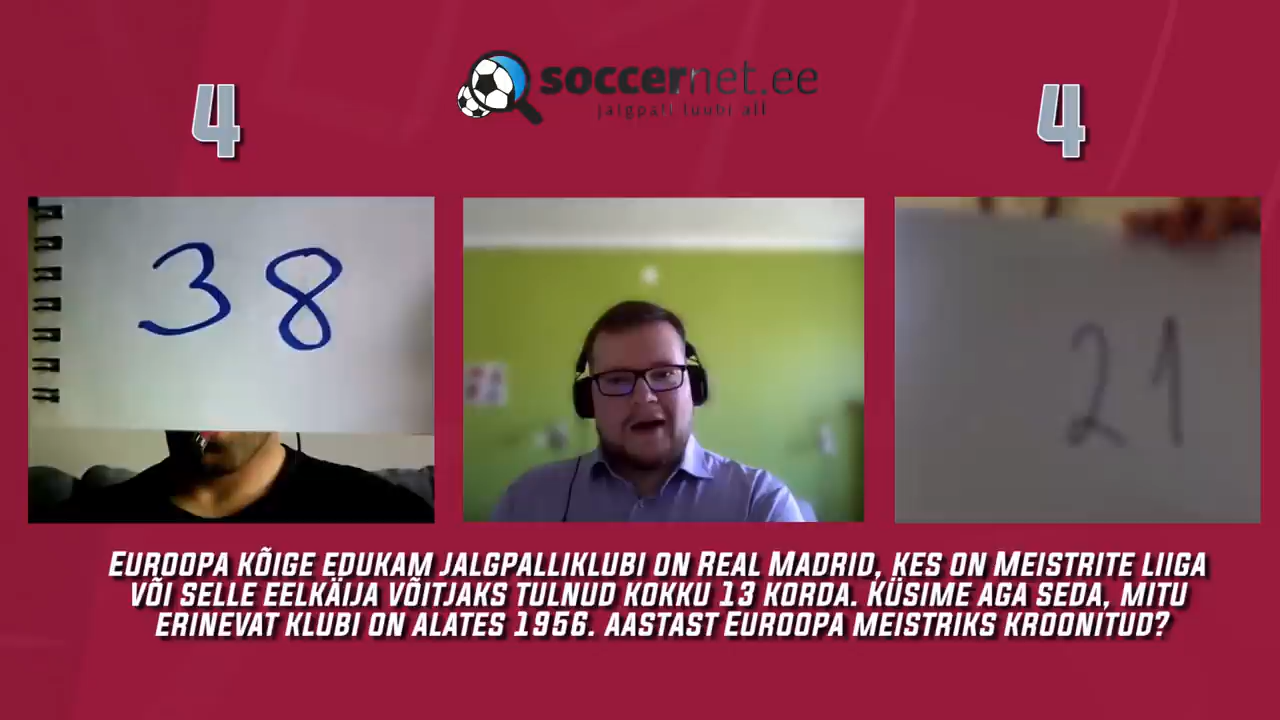 soccernet.ee
jalgpall luubi all
4
4
38
21
EUROOPA KÕIGE EDUKAM JALGPALLIKLUBI ON REAL MADRID, KES ON MEISTRITE LIIGA
VÕI SELLE EELKÄIJA VÕITJAKS TULNUD KOKKU 13 KORDA. KÜSIME AGA SEDA, MITU
ERINEVAT KLUBI ON ALATES 1956. AASTAST EUROOPA MEISTRIKS KROONITUD?